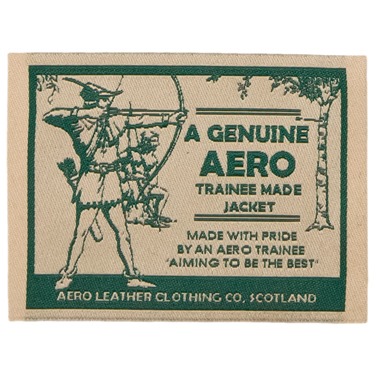 A GENUINE
AERO
TRAINEE MADE
JACKET
MADE WITH PRIDE
BY AN AERO TRAINEE
"AIMING TO BE THE BEST"
AERO LEATHER CLOTHING CO. SCOTLAND